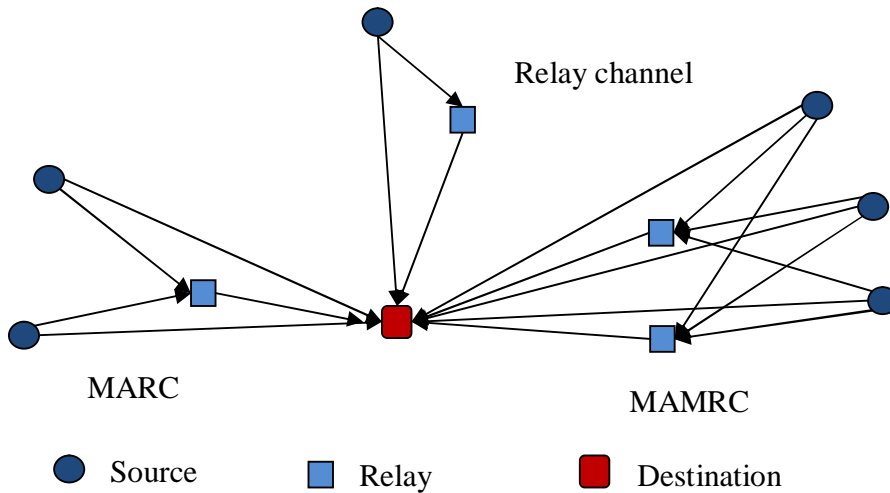 Relay channel
MARC
MAMRC
Source
Relay
Destination